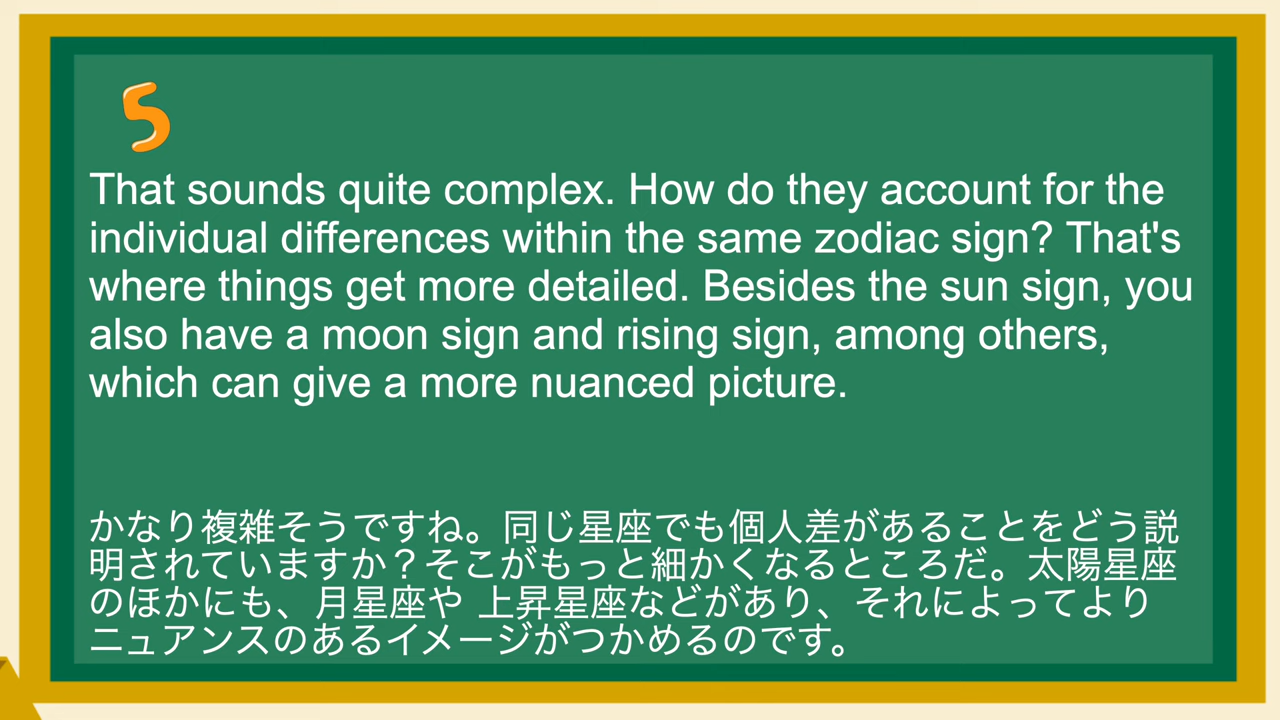 5
That sounds quite complex. How do they account for the
individual differences within the same zodiac sign? That's
where things get more detailed. Besides the sun sign, you
also have a moon sign and rising sign, among others,
which can give a more nuanced picture.
かなり複雑そうですね。同じ星座でも個人差があることをどう説
明されていますか？そこがもっと細かくなるところだ。太陽星座
のほかにも、月星座や 上昇星座などがあり、それによってより
ニュアンスのあるイメージがつかめるのです。